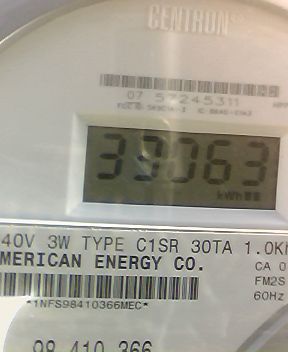 CENTRON
07 57245311
39063
kWh
40V 3W TYPE C1SR 30TA 1.0K
MERICAN ENERGY CO.
CA 0
FM2S
60Hz
*1NFS98410366MEC*
98 410 366